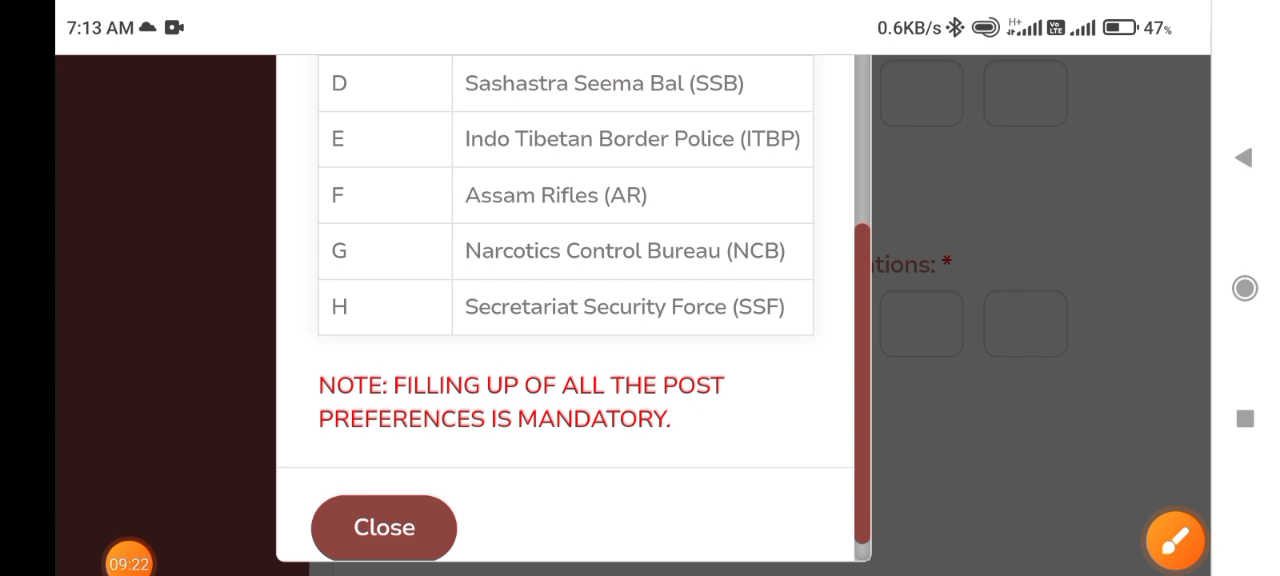 7:13 AM
0.6KB/s H+ Vo LTE 47%
D Sashastra Seema Bal (SSB)
E Indo Tibetan Border Police (ITBP)
F Assam Rifles (AR)
G Narcotics Control Bureau (NCB)
H Secretariat Security Force (SSF)
tions: *
NOTE: FILLING UP OF ALL THE POST
PREFERENCES IS MANDATORY.
Close
09:22